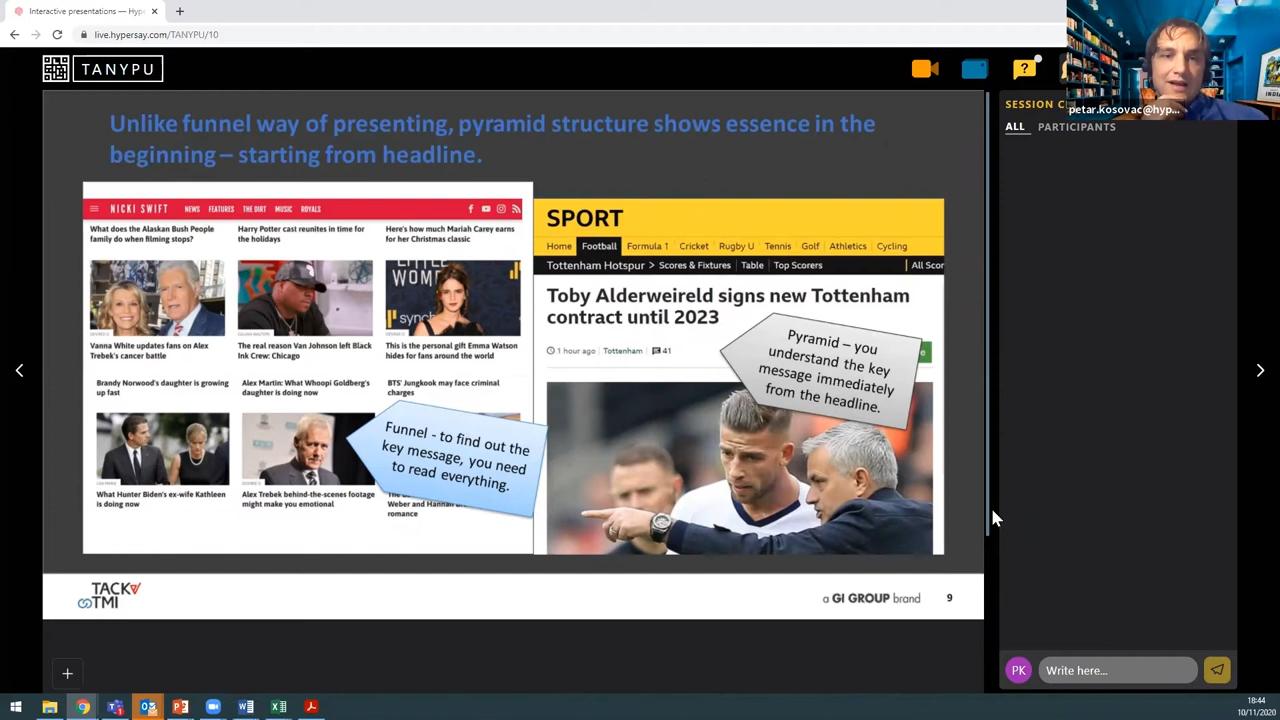 Interactive presentations — Hyp
live.hypersay.com/TANYPU/10
TANYPU
?
petar.kosovac@hyp...
Unlike funnel way of presenting, pyramid structure shows essence in the
beginning – starting from headline.
NICKI SWIFT NEWS FEATURES THE DIRT MUSIC ROYALS
What does the Alaskan Bush People
family do when filming stops?
Harry Potter cast reunites in time for
the holidays
Here's how much Mariah Carey earns
for her Christmas classic
WOME
synch
Vanna White updates fans on Alex
Trebek's cancer battle
The real reason Van Johnson left Black
Ink Crew: Chicago
This is the personal gift Emma Watson
hides for fans around the world
Brandy Norwood's daughter is growing
up fast
Alex Martin: What Whoopi Goldberg's
daughter is doing now
BTS' Jungkook may face criminal
charges
What Hunter Biden's ex-wife Kathleen
is doing now
Alex Trebek behind-the-scenes footage
might make you emotional
Weber and Hannah
romance
Funnel - to find out the
key message, you need
to read everything.
SPORT
Home Football Formula 1 Cricket Rugby U Tennis Golf Athletics Cycling
Tottenham Hotspur > Scores & Fixtures Table Top Scorers All Scor
Toby Alderweireld signs new Tottenham
contract until 2023
1 hour ago Tottenham 41
Pyramid – you
understand the key
message immediately
from the headline.
TACK
TMI
a GI GROUP brand
9
ALL PARTICIPANTS
PK
Write here...
18:44
10/11/2020